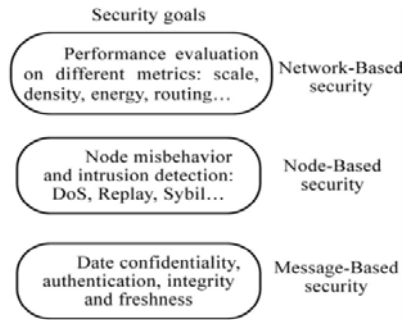 Security goals
Performance evaluation
on different metrics: scale,
density, energy, routing…
Network-Based
security
Node misbehavior
and intrusion detection:
DoS, Replay, Sybil…
Node-Based
security
Date confidentiality,
authentication, integrity
and freshness
Message-Based
security